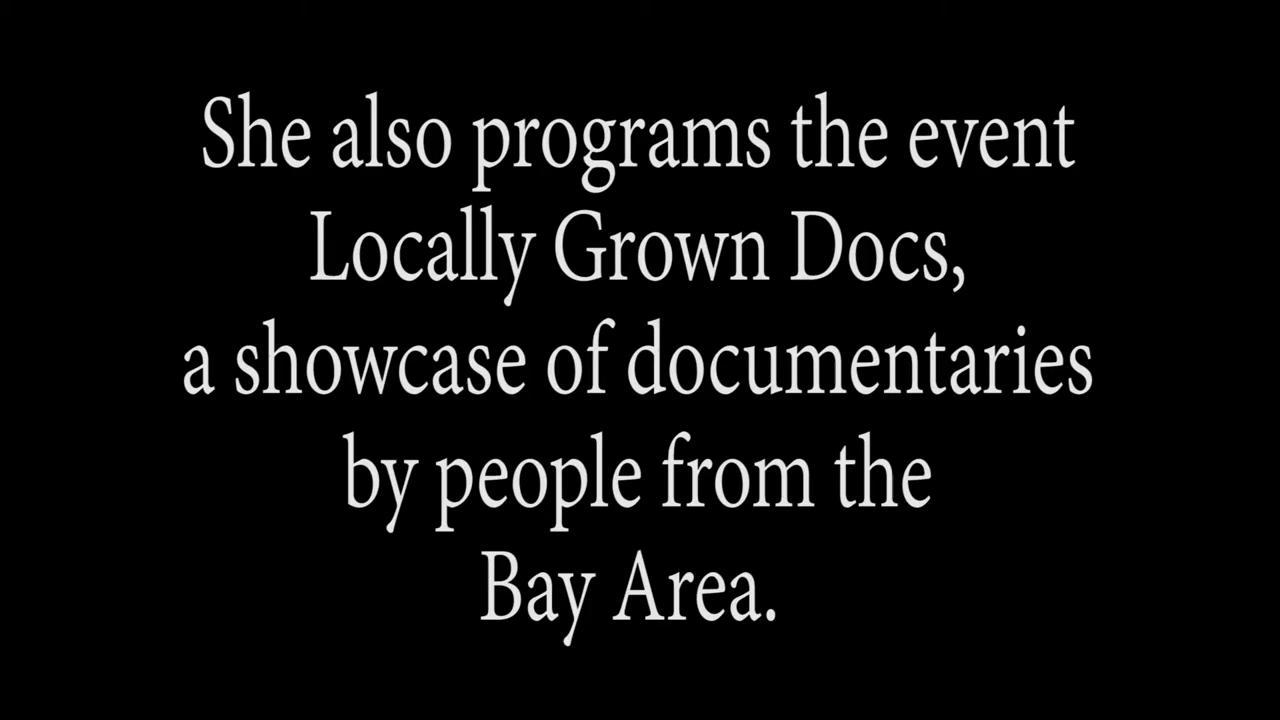 She also programs the event
Locally Grown Docs,
a showcase of documentaries
by people from the
Bay Area.